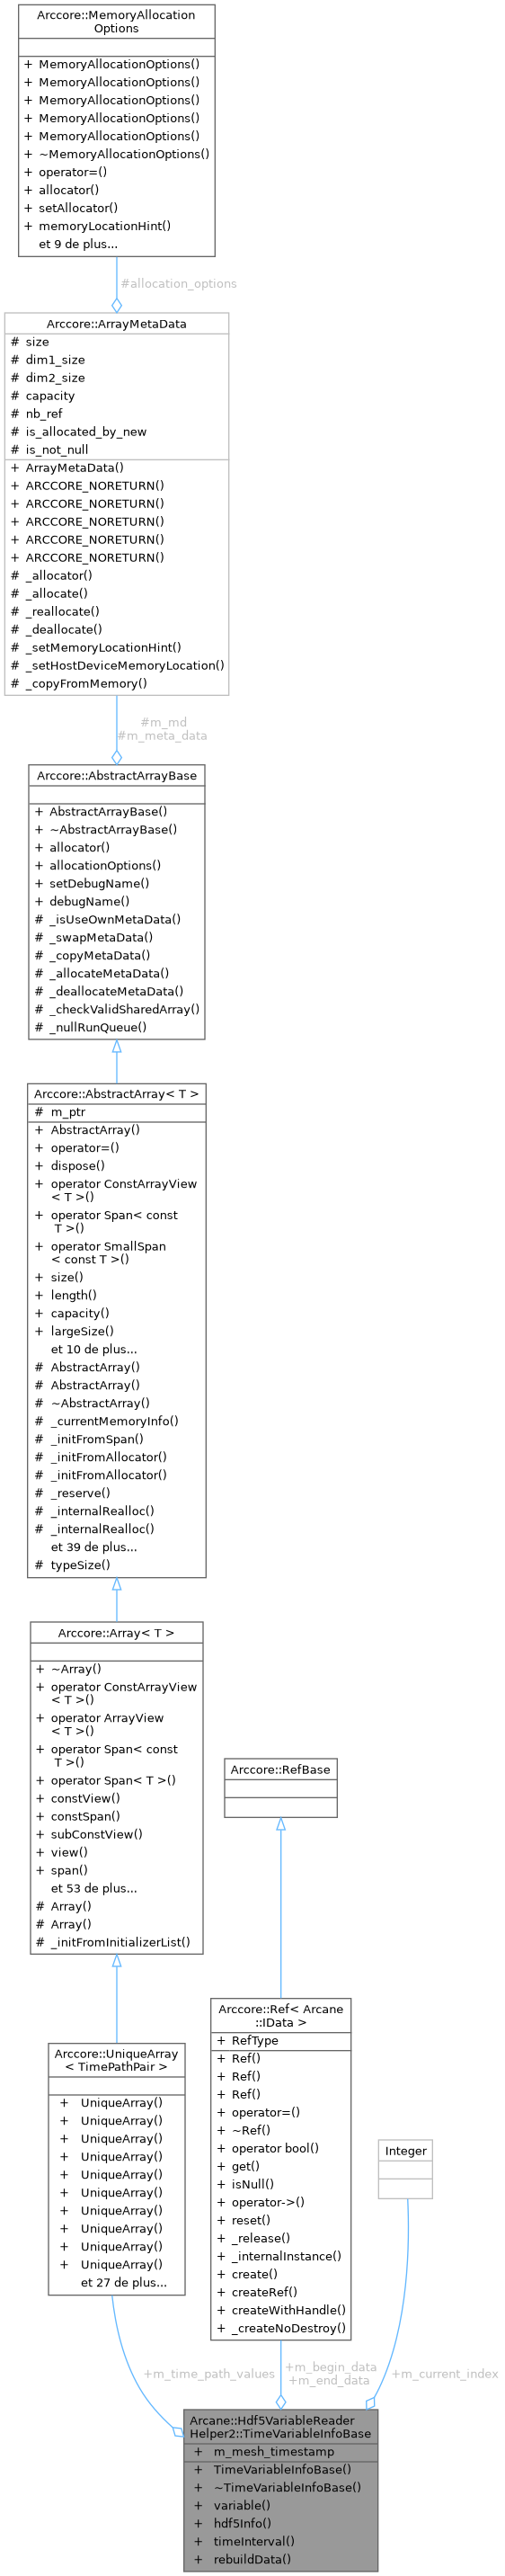 Arccore::MemoryAllocation
Options
+ MemoryAllocationOptions()
+ MemoryAllocationOptions()
+ MemoryAllocationOptions()
+ MemoryAllocationOptions()
+ MemoryAllocationOptions()
+ ~MemoryAllocationOptions()
+ operator=()
+ allocator()
+ setAllocator()
+ memoryLocationHint()
et 9 de plus...
#allocation_options
Arccore::ArrayMetaData
# size
# dim1_size
# dim2_size
# capacity
# nb_ref
# is_allocated_by_new
# is_not_null
+ ArrayMetaData()
+ ARCCORE_NORETURN()
+ ARCCORE_NORETURN()
+ ARCCORE_NORETURN()
+ ARCCORE_NORETURN()
+ ARCCORE_NORETURN()
# _allocator()
# _allocate()
# _reallocate()
# _deallocate()
# _setMemoryLocationHint()
# _setHostDeviceMemoryLocation()
# _copyFromMemory()
#m_md
#m_meta_data
Arccore::AbstractArrayBase
+ AbstractArrayBase()
+ ~AbstractArrayBase()
+ allocator()
+ allocationOptions()
+ setDebugName()
+ debugName()
# _isUseOwnMetaData()
# _swapMetaData()
# _copyMetaData()
# _allocateMetaData()
# _deallocateMetaData()
# _checkValidSharedArray()
# _nullRunQueue()
Arccore::AbstractArray< T >
# m_ptr
+ AbstractArray()
+ operator=()
+ dispose()
+ operator ConstArrayView
< T >()
+ operator Span< const
T >()
+ operator SmallSpan
< const T >()
+ size()
+ length()
+ capacity()
+ largeSize()
et 10 de plus...
# AbstractArray()
# AbstractArray()
# ~AbstractArray()
# _currentMemoryInfo()
# _initFromSpan()
# _initFromAllocator()
# _initFromAllocator()
# _reserve()
# _internalRealloc()
# _internalRealloc()
et 39 de plus...
# typeSize()
Arccore::Array< T >
+ ~Array()
+ operator ConstArrayView
< T >()
+ operator ArrayView
< T >()
+ operator Span< const
T >()
+ operator Span< T >()
+ constView()
+ constSpan()
+ subConstView()
+ view()
+ span()
et 53 de plus...
# Array()
# Array()
# _initFromInitializerList()
Arccore::RefBase
Arccore::UniqueArray
< TimePathPair >
+ UniqueArray()
+ UniqueArray()
+ UniqueArray()
+ UniqueArray()
+ UniqueArray()
+ UniqueArray()
+ UniqueArray()
+ UniqueArray()
+ UniqueArray()
+ UniqueArray()
et 27 de plus...
Arccore::Ref< Arcane
::IData >
+ RefType
+ Ref()
+ Ref()
+ Ref()
+ operator=()
+ ~Ref()
+ operator bool()
+ get()
+ isNull()
+ operator->()
+ reset()
+ _release()
+ _internalInstance()
+ create()
+ createRef()
+ createWithHandle()
+ _createNoDestroy()
Integer
+m_time_path_values
+m_begin_data
+m_end_data
+m_current_index
Arcane::Hdf5VariableReader
Helper2::TimeVariableInfoBase
+ m_mesh_timestamp
+ TimeVariableInfoBase()
+ ~TimeVariableInfoBase()
+ variable()
+ hdf5Info()
+ timeInterval()
+ rebuildData()